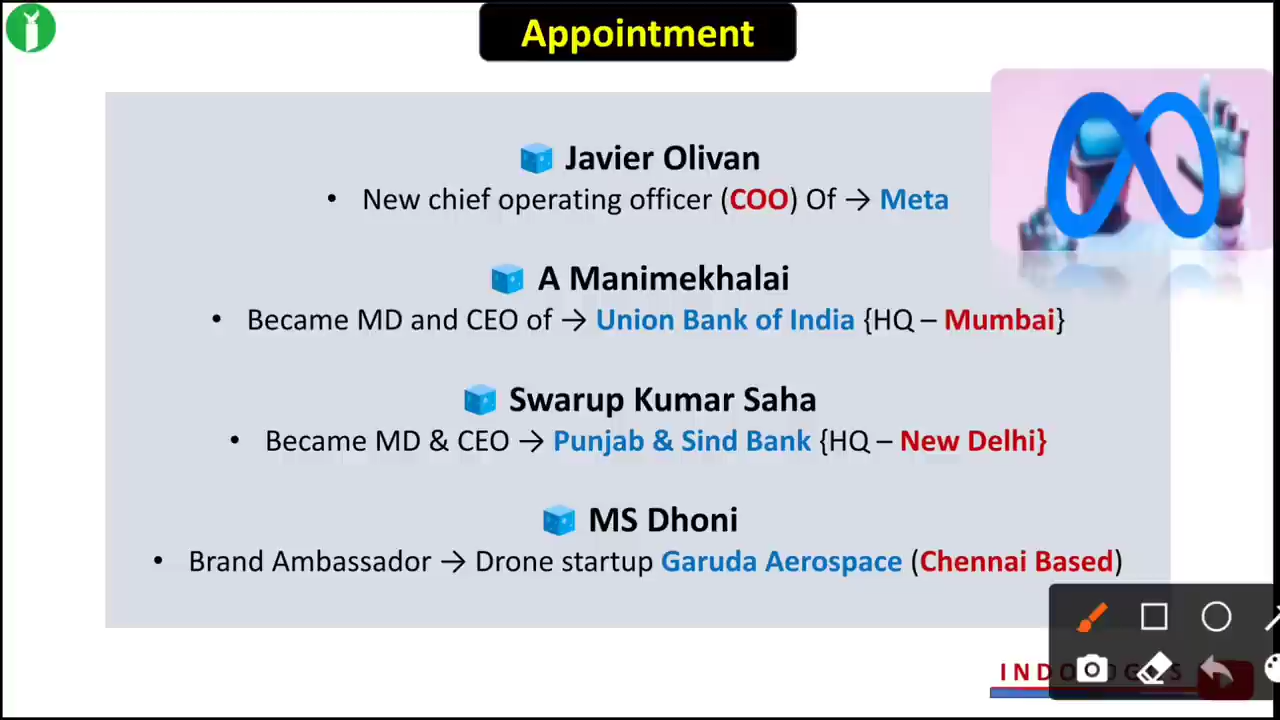 Appointment
Javier Olivan
• New chief operating officer (COO) Of → Meta
A Manimekhalai
• Became MD and CEO of → Union Bank of India {HQ – Mumbai}
Swarup Kumar Saha
• Became MD & CEO → Punjab & Sind Bank {HQ – New Delhi}
MS Dhoni
• Brand Ambassador → Drone startup Garuda Aerospace (Chennai Based)